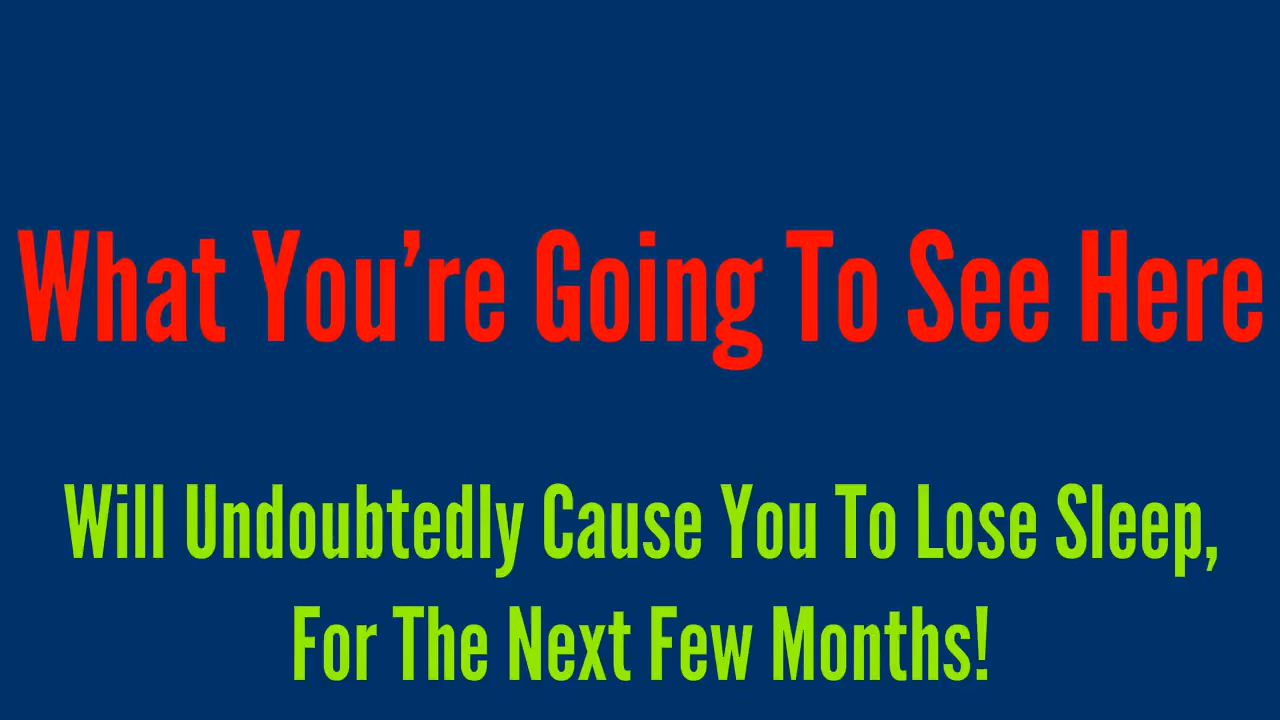 What You’re Going To See Here
Will Undoubtedly Cause You To Lose Sleep,
For The Next Few Months!